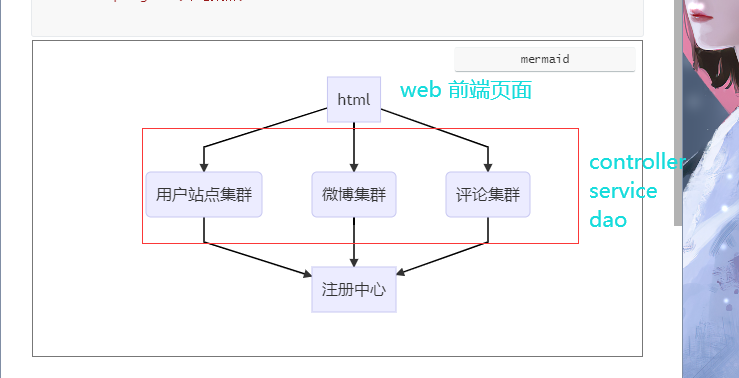 mermaid
html
web 前端页面
用户站点集群
微博集群
评论集群
controller
service
dao
注册中心